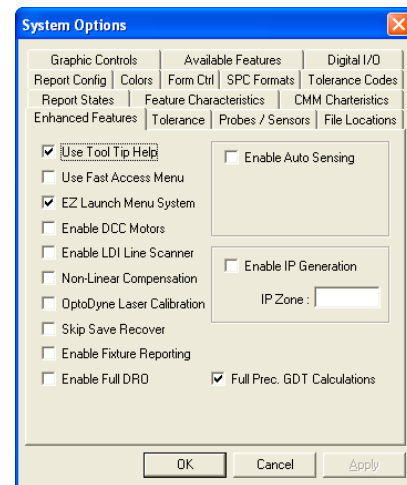 System Options
Graphic Controls Available Features Digital I/O
Report Config Colors Form Ctrl SPC Formats Tolerance Codes
Report States Feature Characteristics CMM Charteristics
Enhanced Features Tolerance Probes / Sensors File Locations
Use Tool Tip Help
Enable Auto Sensing
Use Fast Access Menu
EZ Launch Menu System
Enable DCC Motors
Enable LDI Line Scanner
Enable IP Generation
Non-Linear Compensation
OptoDyne Laser Calibration
IP Zone :
Skip Save Recover
Enable Fixture Reporting
Enable Full DRO
Full Prec. GDT Calculations
OK Cancel Apply